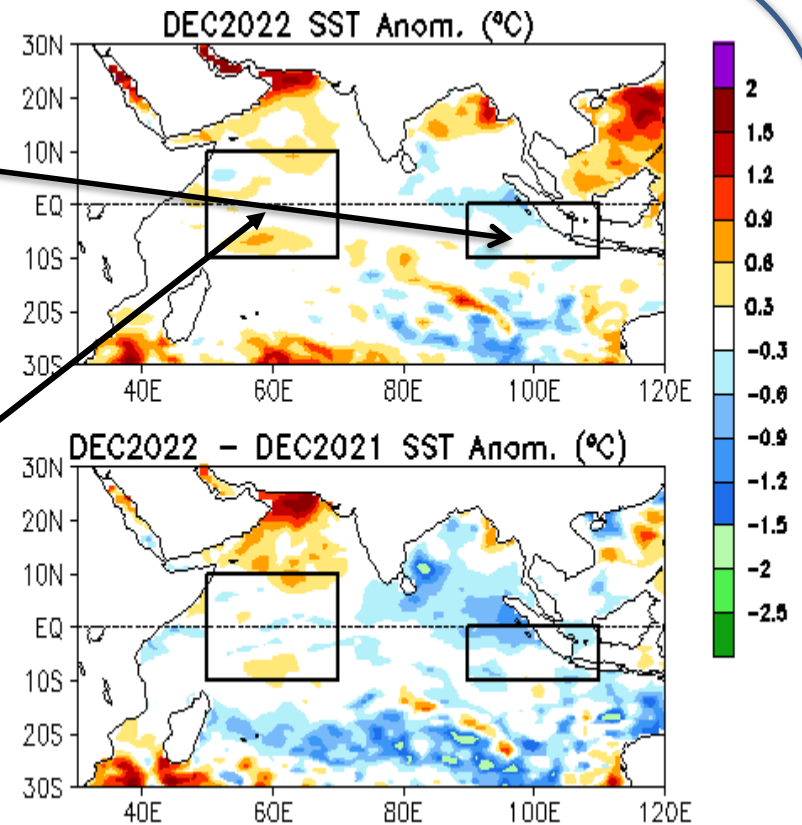 DEC2022 SST Anom. (°C)
30N
20N
10N
EQ
10S
20S
30S
40E 60E 80E 100E 120E
DEC2022 – DEC2021 SST Anom. (°C)
30N
20N
10N
EQ
10S
20S
30S
40E 60E 80E 100E 120E
2
1.5
1.2
0.9
0.6
0.3
-0.3
-0.6
-0.9
-1.2
-1.5
-2
-2.5